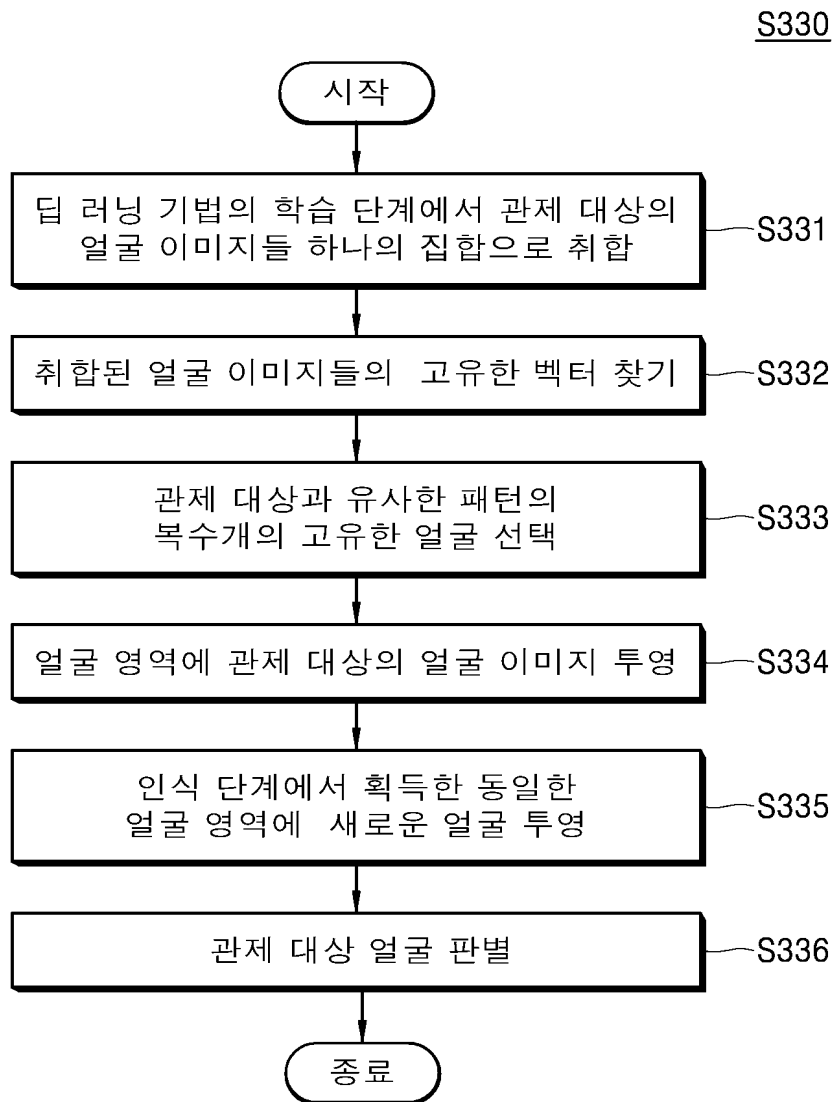 S330
시작
딥 러닝 기법의 학습 단계에서 관제 대상의
얼굴 이미지들 하나의 집합으로 취합
S331
취합된 얼굴 이미지들의 고유한 벡터 찾기
S332
관제 대상과 유사한 패턴의
복수개의 고유한 얼굴 선택
S333
얼굴 영역에 관제 대상의 얼굴 이미지 투영
S334
인식 단계에서 획득한 동일한
얼굴 영역에 새로운 얼굴 투영
S335
관제 대상 얼굴 판별
S336
종료